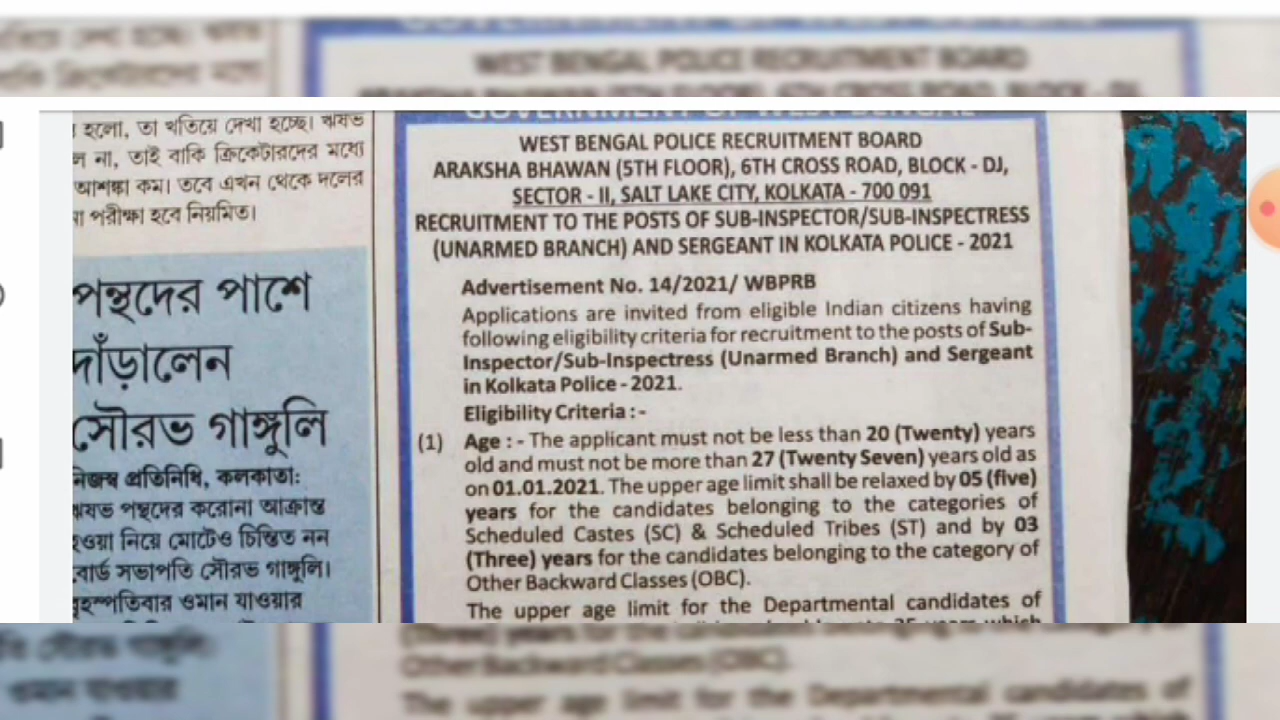 হলো, তা খতিয়ে দেখা হচ্ছে। ঋষভ
ল না, তাই বাকি ক্রিকেটারদের মধ্যে
আশঙ্কা কম। তবে এখন থেকে দলের
পরীক্ষা হবে নিয়মিত।
পন্থদের পাশে
দাঁড়ালেন
সৌরভ গাঙ্গুলি
নিজস্ব প্রতিনিধি, কলকাতা:
ঋষভ পন্থদের করোনা আক্রান্ত
হওয়া নিয়ে মোটেও চিন্তিত নন
বোর্ড সভাপতি সৌরভ গাঙ্গুলি।
বৃহস্পতিবার ওমান যাওয়ার
GOVERNMENT OF WEST BENGAL
WEST BENGAL POLICE RECRUITMENT BOARD
ARAKSHA BHAWAN (5TH FLOOR), 6TH CROSS ROAD, BLOCK - DJ,
SECTOR - II, SALT LAKE CITY, KOLKATA - 700 091
RECRUITMENT TO THE POSTS OF SUB-INSPECTOR/SUB-INSPECTRESS
(UNARMED BRANCH) AND SERGEANT IN KOLKATA POLICE - 2021
Advertisement No. 14/2021/ WBPRB
Applications are invited from eligible Indian citizens having
following eligibility criteria for recruitment to the posts of Sub-
Inspector/Sub-Inspectress (Unarmed Branch) and Sergeant
in Kolkata Police - 2021.
Eligibility Criteria :-
(1) Age : - The applicant must not be less than 20 (Twenty) years
old and must not be more than 27 (Twenty Seven) years old as
on 01.01.2021. The upper age limit shall be relaxed by 05 (five)
years for the candidates belonging to the categories of
Scheduled Castes (SC) & Scheduled Tribes (ST) and by 03
(Three) years for the candidates belonging to the category of
Other Backward Classes (OBC).
The upper age limit for the Departmental candidates of